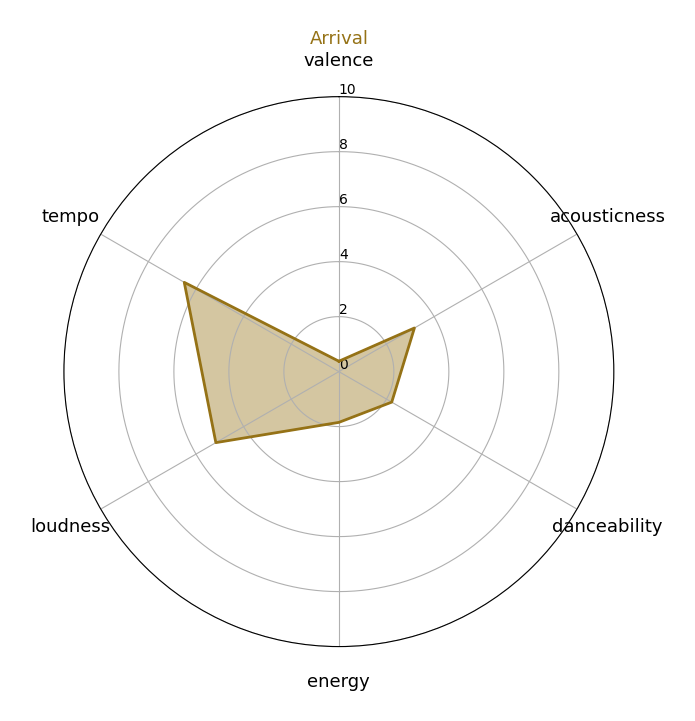 Arrival
valence
10
8
6
4
2
0
tempo
acousticness
loudness
danceability
energy